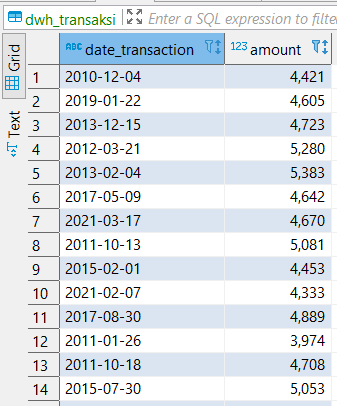 dwh_transaksi Enter a SQL expression to filte
Grid
Text
ABC date_transaction 123 amount
1 2010-12-04 4,421
2 2019-01-22 4,605
3 2013-12-15 4,723
4 2012-03-21 5,280
5 2013-02-04 5,383
6 2017-05-09 4,642
7 2021-03-17 4,670
8 2011-10-13 5,081
9 2015-02-01 4,453
10 2021-02-07 4,333
11 2017-08-30 4,889
12 2011-01-26 3,974
13 2011-10-18 4,708
14 2015-07-30 5,053